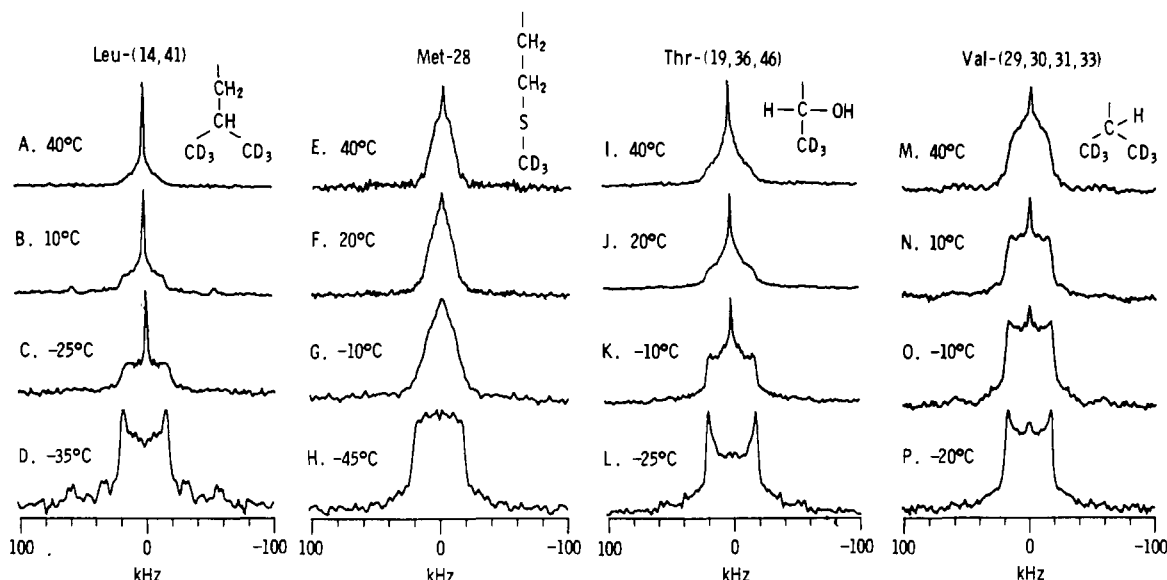 Leu-(14,41)
CH2
CH
CD3 CD3
A. 40°C
B. 10°C
C. -25°C
D. -35°C
100 0 -100
kHz
Met-28
CH2
CH2
S
CD3
E. 40°C
F. 20°C
G. -10°C
H. -45°C
100 0 -100
kHz
Thr-(19,36,46)
H-C-OH
CD3
I. 40°C
J. 20°C
K. -10°C
L. -25°C
100 0 -100
kHz
Val-(29,30,31,33)
C H
CD3 CD3
M. 40°C
N. 10°C
O. -10°C
P. -20°C
100 0 -100
kHz